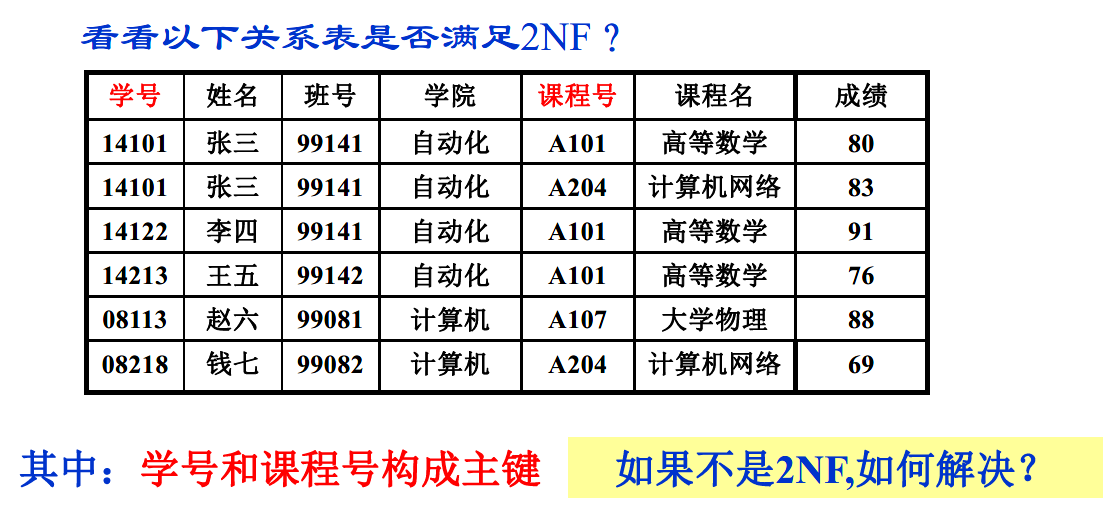 看看以下关系表是否满足2NF？
学号 姓名 班号 学院 课程号 课程名 成绩
14101 张三 99141 自动化 A101 高等数学 80
14101 张三 99141 自动化 A204 计算机网络 83
14122 李四 99141 自动化 A101 高等数学 91
14213 王五 99142 自动化 A101 高等数学 76
08113 赵六 99081 计算机 A107 大学物理 88
08218 钱七 99082 计算机 A204 计算机网络 69
其中：学号和课程号构成主键
如果不是2NF,如何解决？